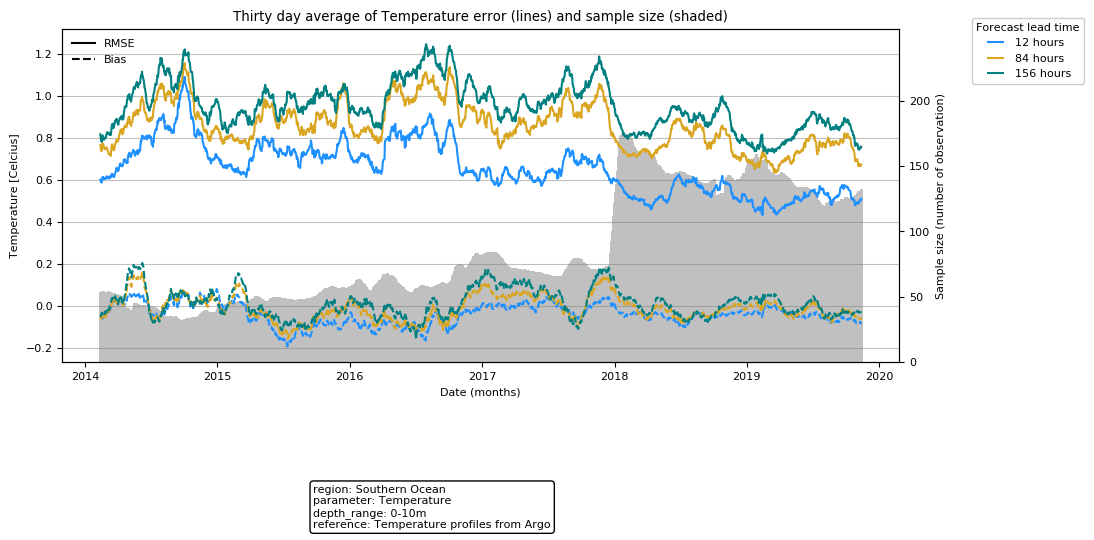 Thirty day average of Temperature error (lines) and sample size (shaded)
Forecast lead time
12 hours
84 hours
156 hours
RMSE
Bias
Temperature [Celcius]
1.2
1.0
0.8
0.6
0.4
0.2
0.0
−0.2
Sample size (number of observation)
200
150
100
50
0
2014 2015 2016 2017 2018 2019 2020
Date (months)
region: Southern Ocean
parameter: Temperature
depth_range: 0-10m
reference: Temperature profiles from Argo